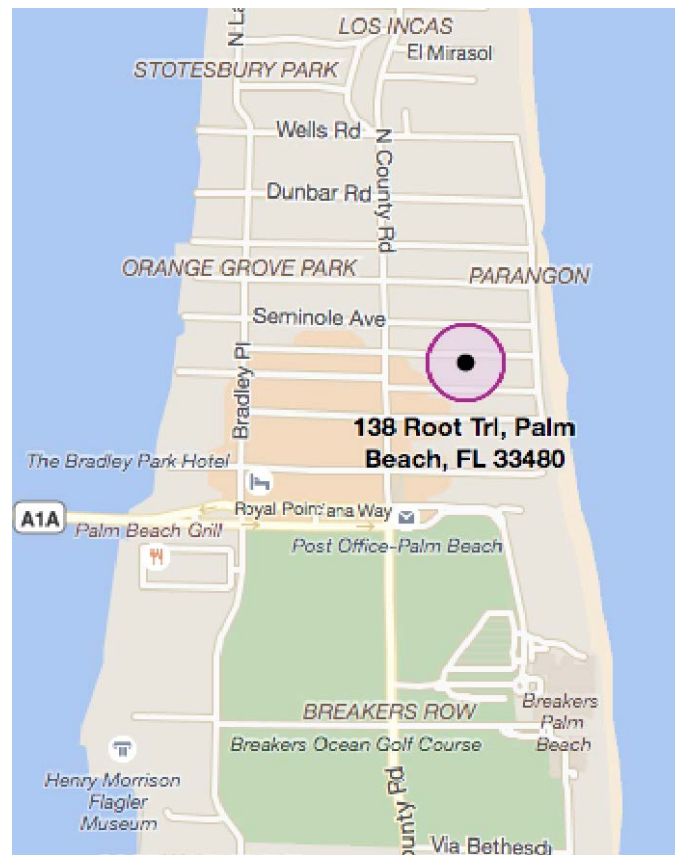 LOS INCAS
N La
El Mirasol
STOTESBURY PARK
Wells Rd
N County Rd
Dunbar Rd
ORANGE GROVE PARK
PARANGON
Seminole Ave
Bradley Pl
138 Root Trl, Palm
Beach, FL 33480
The Bradley Park Hotel
A1A
Royal Poinciana Way
Palm Beach Grill
Post Office-Palm Beach
BREAKERS ROW
Breakers
Palm
Beach
Breakers Ocean Golf Course
Henry Morrison
Flagler
Museum
ounty Rd
Via Bethesda